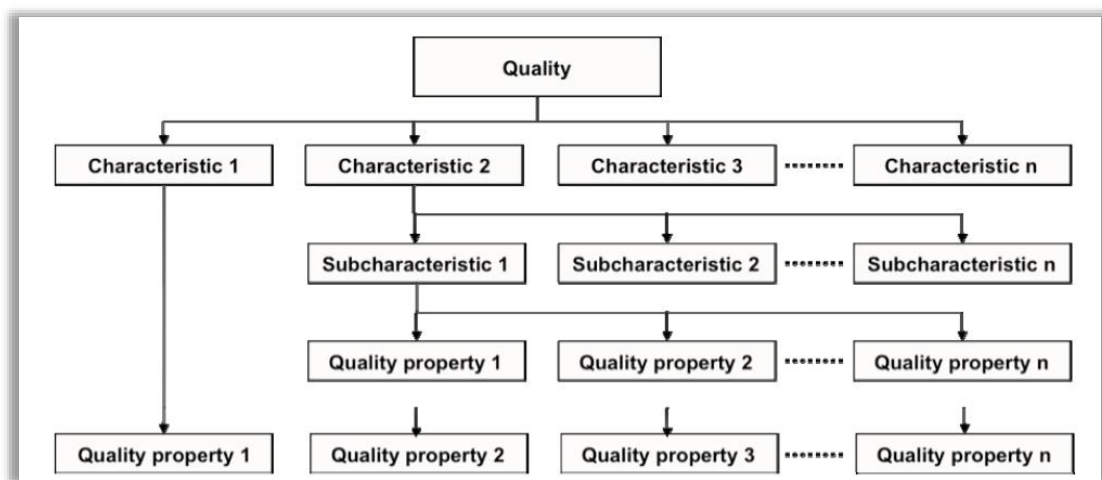 Quality
Characteristic 1 Characteristic 2 Characteristic 3 Characteristic n
Subcharacteristic 1 Subcharacteristic 2 Subcharacteristic n
Quality property 1 Quality property 2 Quality property n
Quality property 1 Quality property 2 Quality property 3 Quality property n